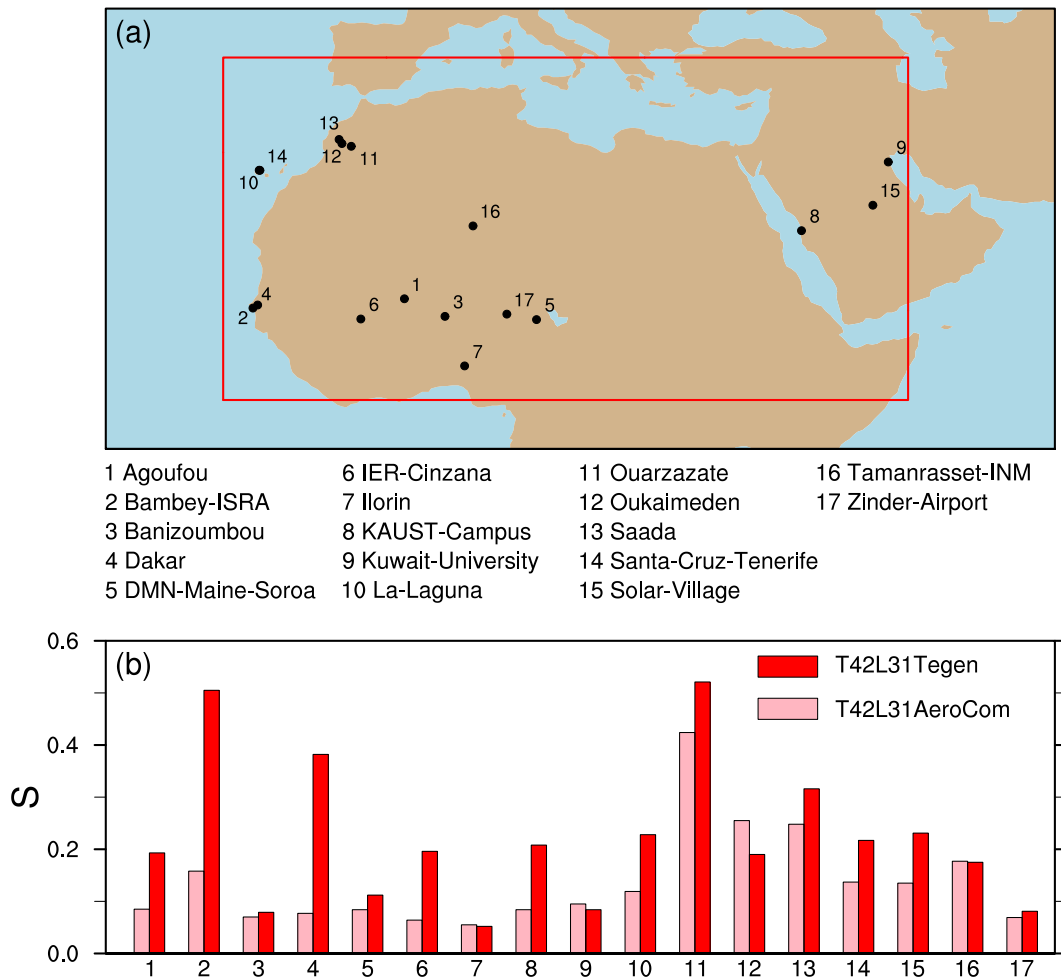 (a)
13
12
11
14
10
9
15
8
16
1
4
2
6
3
17
5
7
1 Agoufou
2 Bambey-ISRA
3 Banizoumbou
4 Dakar
5 DMN-Maine-Soroa
6 IER-Cinzana
7 Ilorin
8 KAUST-Campus
9 Kuwait-University
10 La-Laguna
11 Ouarzazate
12 Oukaimeden
13 Saada
14 Santa-Cruz-Tenerife
15 Solar-Village
16 Tamanrasset-INM
17 Zinder-Airport
(b)
T42L31Tegen
T42L31AeroCom
S
0.6
0.4
0.2
0.0
1 2 3 4 5 6 7 8 9 10 11 12 13 14 15 16 17